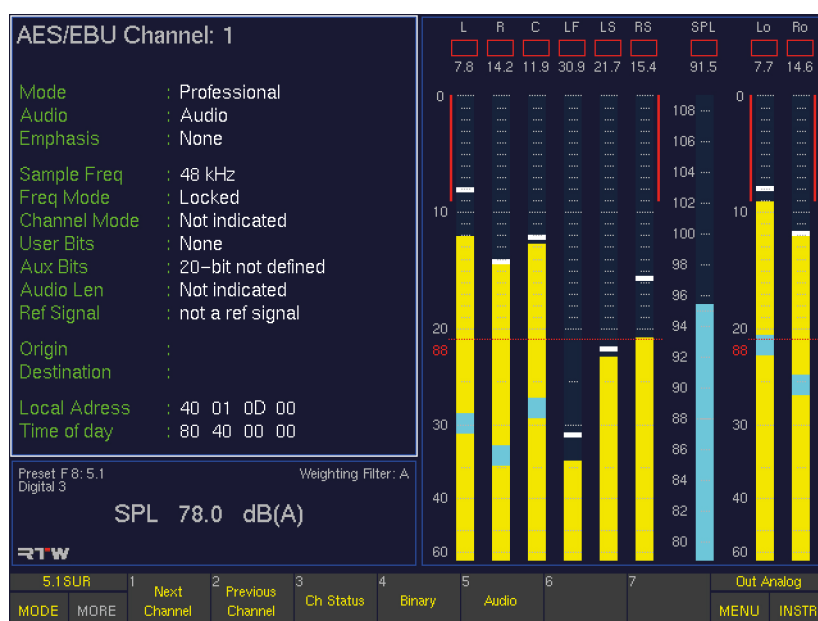 AES/EBU Channel: 1
Mode : Professional
Audio : Audio
Emphasis : None
Sample Freq : 48 kHz
Freq Mode : Locked
Channel Mode : Not indicated
User Bits : None
Aux Bits : 20-bit not defined
Audio Len : Not indicated
Ref Signal : not a ref signal
Origin :
Destination :
Local Adress : 40 01 0D 00
Time of day : 80 40 00 00
Preset F 8: 5.1 Weighting Filter: A
Digital 3
SPL 78.0 dB(A)
RTW
L R C LF LS RS SPL Lo Ro
7.8 14.2 11.9 30.9 21.7 15.4 91.5 7.7 14.6
0 0
108
106
104
102
10 10
100
98
96
94
20 20
88 88
92
90
88
30 30
86
84
40 40
82
80
60 60
5.1SUR 1 2 3 4 5 6 7 Out Analog
Next Channel Previous Channel Ch Status Binary Audio
MODE MORE MENU INSTR